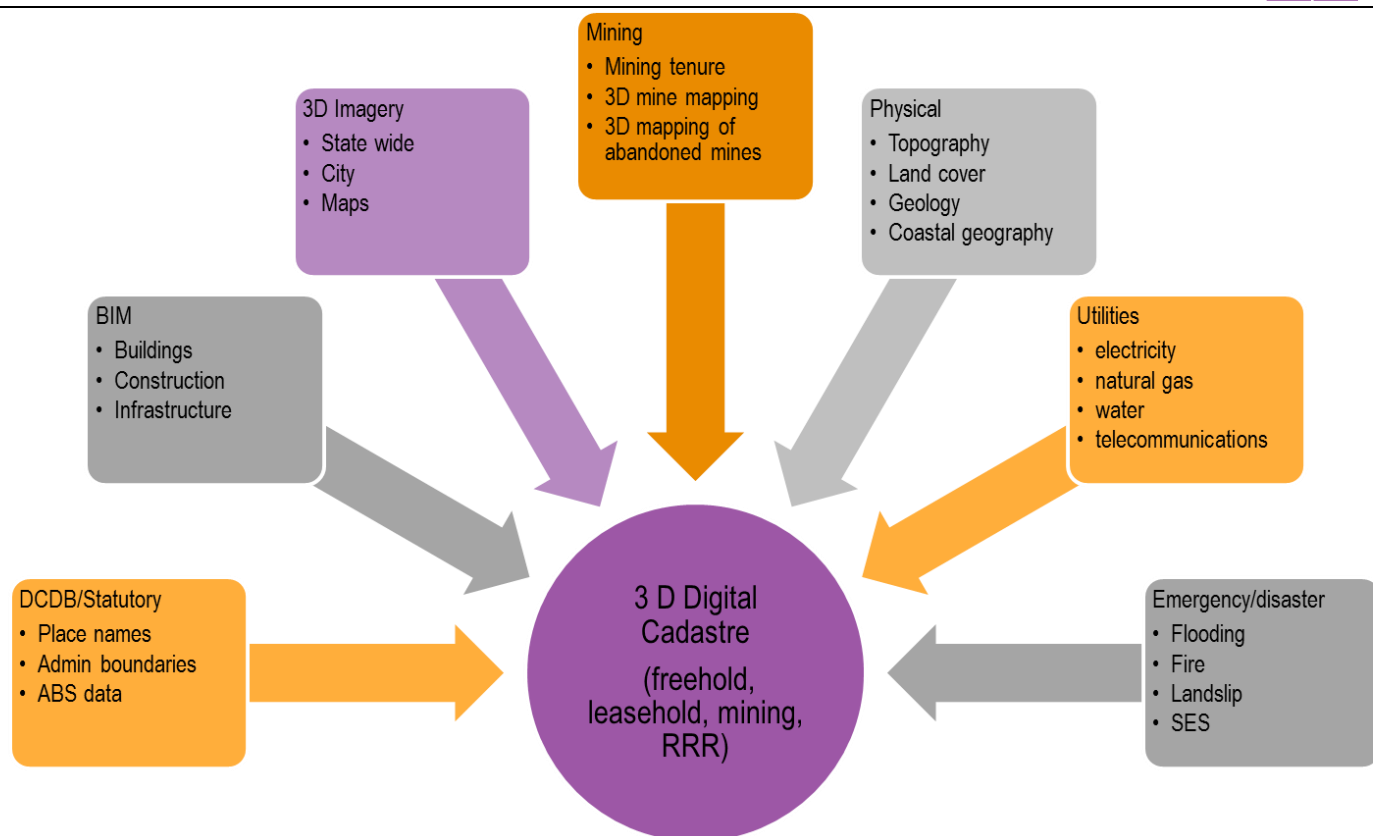 Mining
• Mining tenure
• 3D mine mapping
• 3D mapping of
abandoned mines
3D Imagery
• State wide
• City
• Maps
Physical
• Topography
• Land cover
• Geology
• Coastal geography
BIM
• Buildings
• Construction
• Infrastructure
Utilities
• electricity
• natural gas
• water
• telecommunications
DCDB/Statutory
• Place names
• Admin boundaries
• ABS data
3 D Digital
Cadastre
(freehold,
leasehold, mining,
RRR)
Emergency/disaster
• Flooding
• Fire
• Landslip
• SES